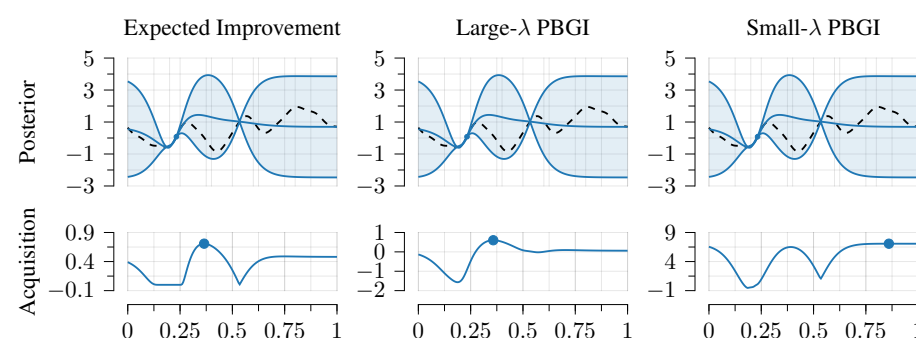 Expected Improvement Large-λ PBGI Small-λ PBGI
Posterior
5 3 1 −1 −3
5 3 1 −1 −3
5 3 1 −1 −3
Acquisition
0.9 0.4 −0.1
1 0 −1 −2
9 4 −1
0 0.25 0.5 0.75 1 0 0.25 0.5 0.75 1 0 0.25 0.5 0.75 1